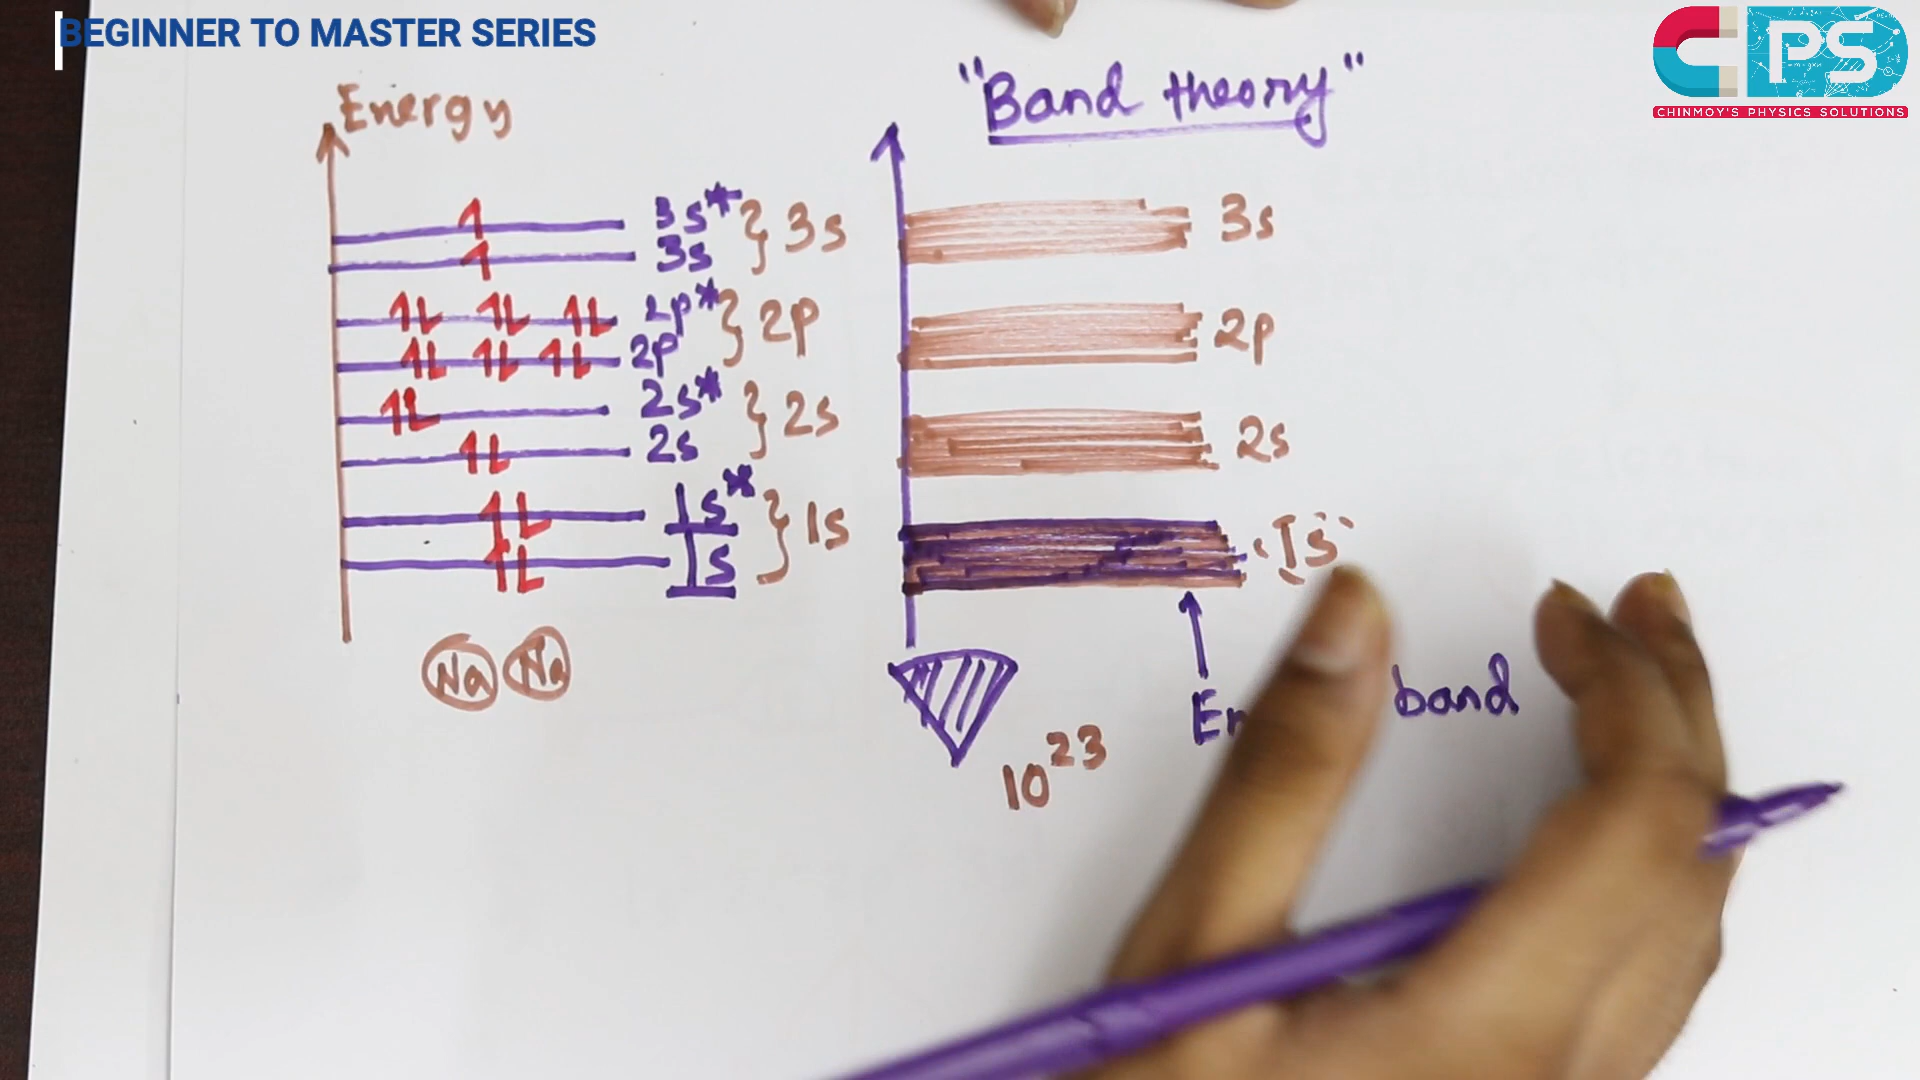 BEGINNER TO MASTER SERIES
CPS
CHINMOY'S PHYSICS SOLUTIONS
Energy
"Band theory"
3s*
3s
} 3s
2p*
2p
} 2p
2s*
2s
} 2s
1s*
1s
} 1s
Na Na
3s
2p
2s
1s
band
10²³